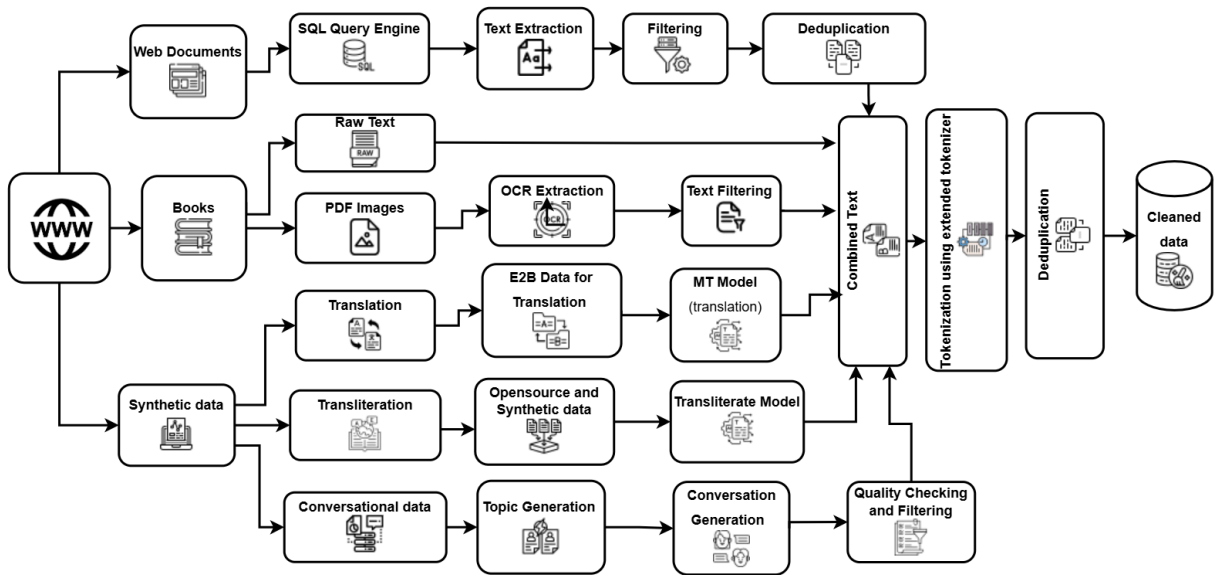 Web Documents
SQL Query Engine
SQL
Text Extraction
Aa
Filtering
Deduplication
WWW
Books
Raw Text
RAW
PDF Images
OCR Extraction
OCR
Text Filtering
Translation
E2B Data for
Translation
=A=
=B=
MT Model
(translation)
Synthetic data
Transliteration
Opensource and
Synthetic data
Transliterate Model
Conversational data
Topic Generation
Conversation
Generation
Quality Checking
and Filtering
Combined Text
Tokenization using extended tokenizer
Deduplication
Cleaned
data